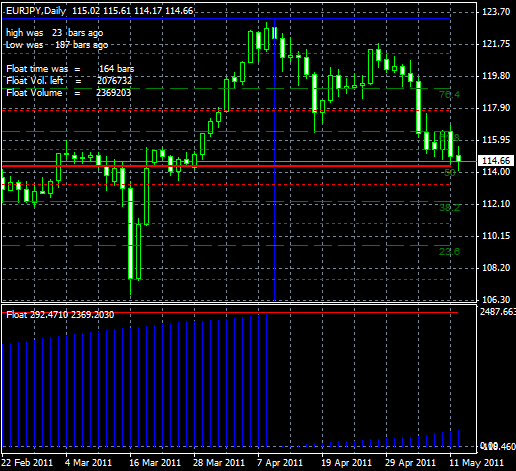 EURJPY,Daily 115.02 115.61 114.17 114.66
high was 23 bars ago
Low was 187 bars ago
Float time was = 164 bars
Float Vol. left = 2076732
Float Volume = 2369203
123.70
121.75
119.80
76.4
117.90
115.95
114.66
50
114.00
38.2
112.10
110.15
23.6
108.20
106.30
Float 292.4710 2369.2030
2487.663
0.00
22 Feb 2011 4 Mar 2011 16 Mar 2011 28 Mar 2011 7 Apr 2011 19 Apr 2011 29 Apr 2011 11 May 2011